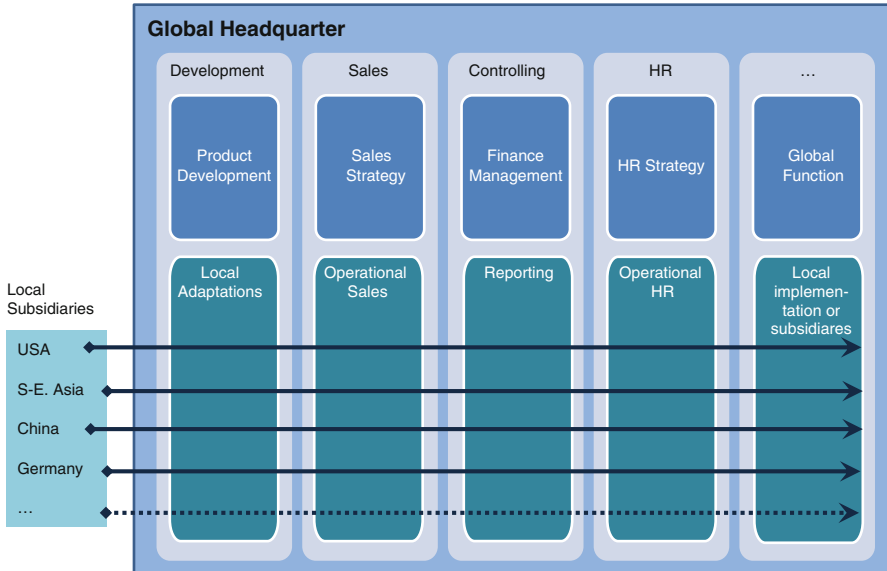 Global Headquarter
Development
Sales
Controlling
HR
...
Product
Development
Sales
Strategy
Finance
Management
HR Strategy
Global
Function
Local
Adaptations
Operational
Sales
Reporting
Operational
HR
Local
implemen-
tation or
subsidiares
Local
Subsidiaries
USA
S-E. Asia
China
Germany
...